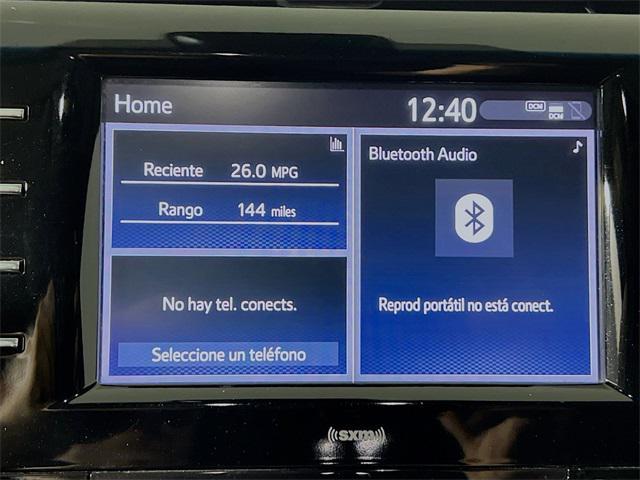 Home
12:40
DCM
DCM
Reciente 26.0 MPG
Rango 144 miles
Bluetooth Audio
No hay tel. conects.
Seleccione un teléfono
Reprod portátil no está conect.
((sxm))